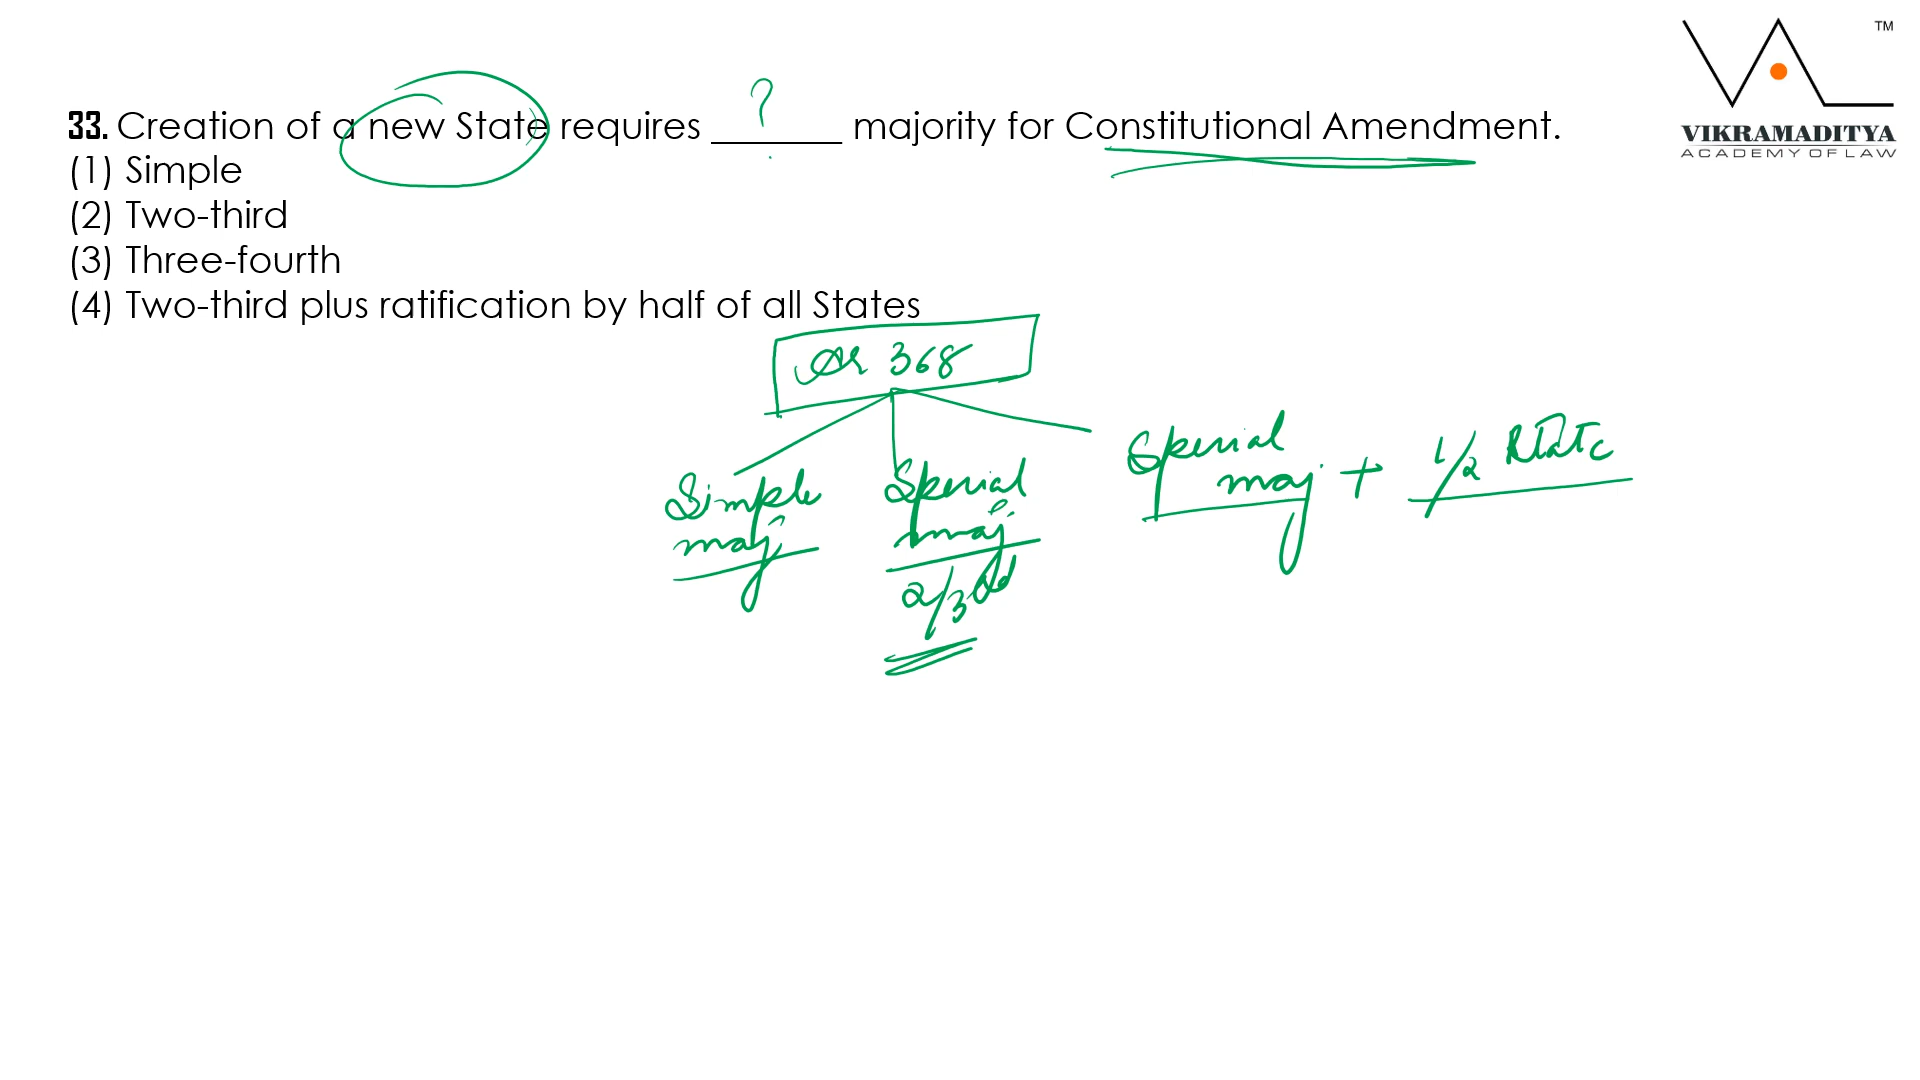 TM
VIKRAMADITYA
ACADEMY OF LAW
?
33. Creation of a new State requires _______ majority for Constitutional Amendment.
(1) Simple
(2) Two-third
(3) Three-fourth
(4) Two-third plus ratification by half of all States
Ar 368
Simple
maj
Special
maj
2/3rd
Special
maj + 1/2 State